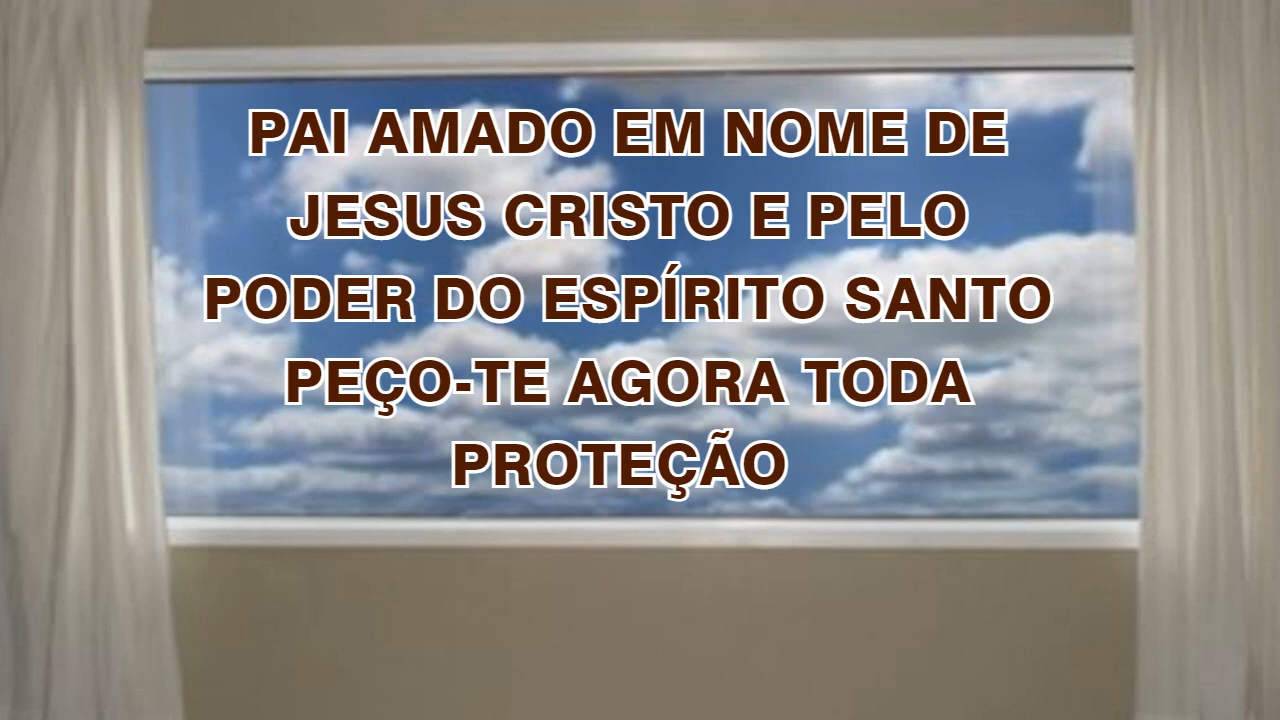 PAI AMADO EM NOME DE
JESUS CRISTO E PELO
PODER DO ESPÍRITO SANTO
PEÇO-TE AGORA TODA
PROTEÇÃO